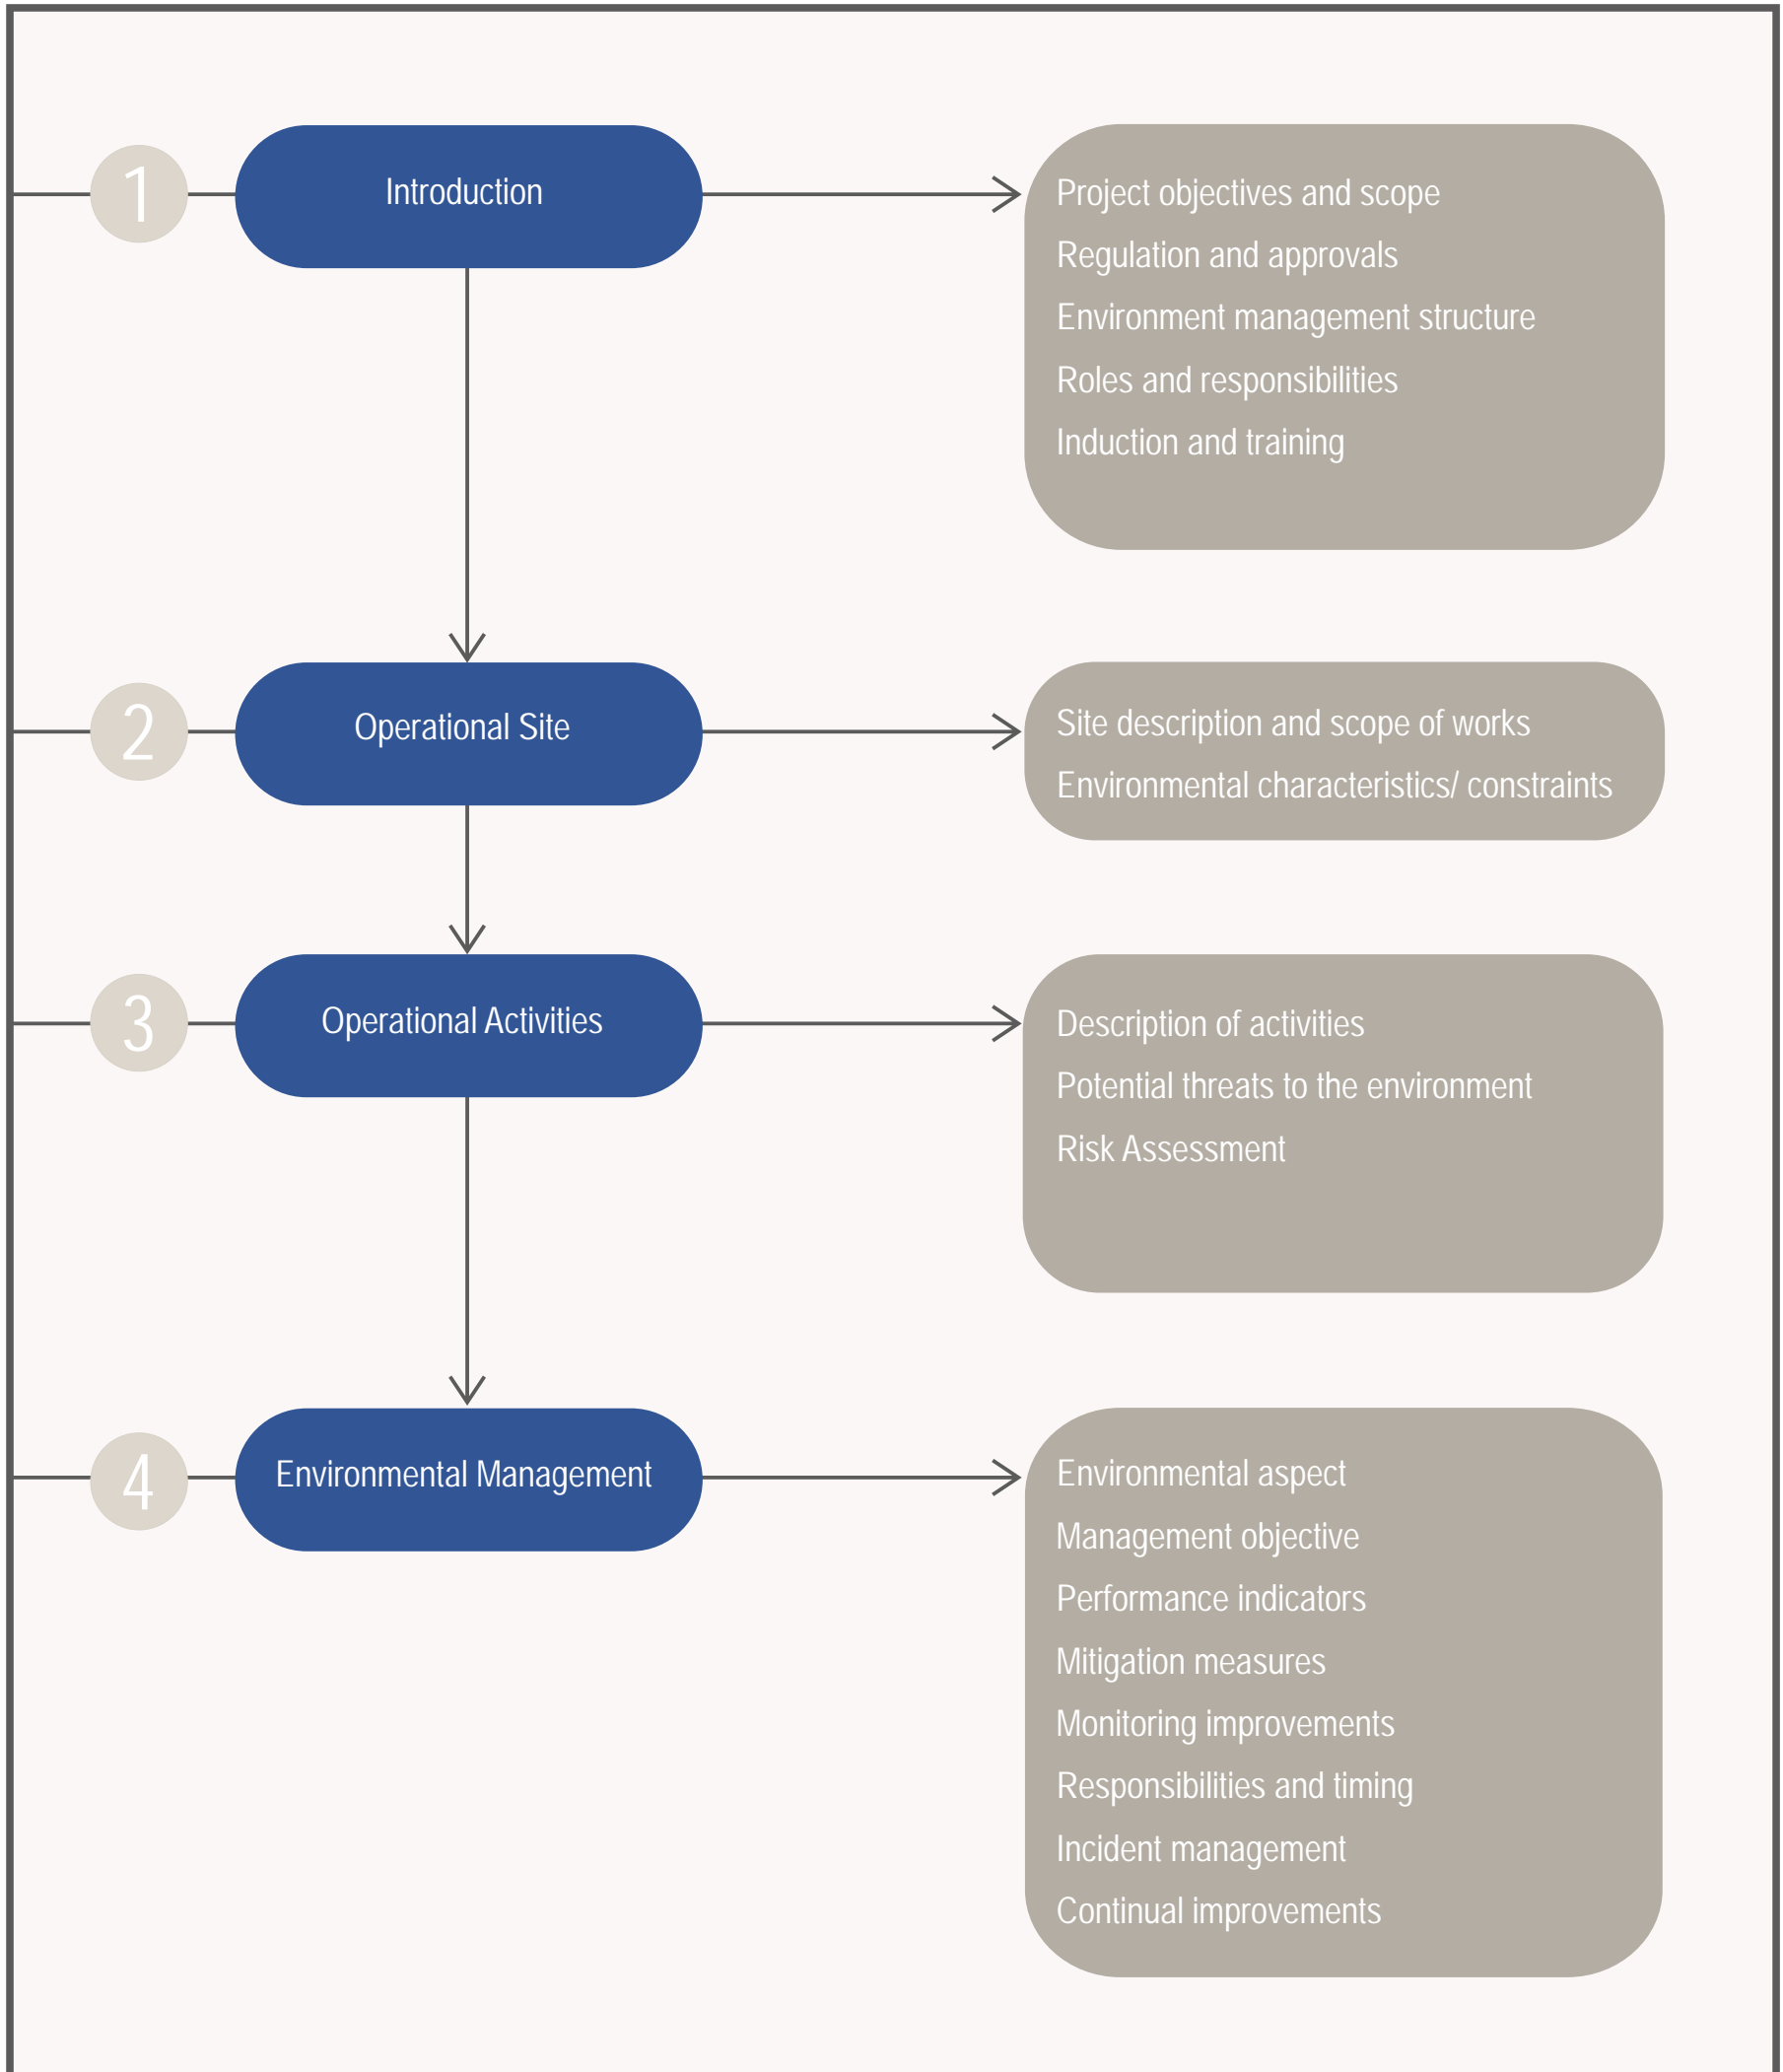 1
Introduction
Project objectives and scope
Regulation and approvals
Environment management structure
Roles and responsibilities
Induction and training
2
Operational Site
Site description and scope of works
Environmental characteristics/ constraints
3
Operational Activities
Description of activities
Potential threats to the environment
Risk Assessment
4
Environmental Management
Environmental aspect
Management objective
Performance indicators
Mitigation measures
Monitoring improvements
Responsibilities and timing
Incident management
Continual improvements